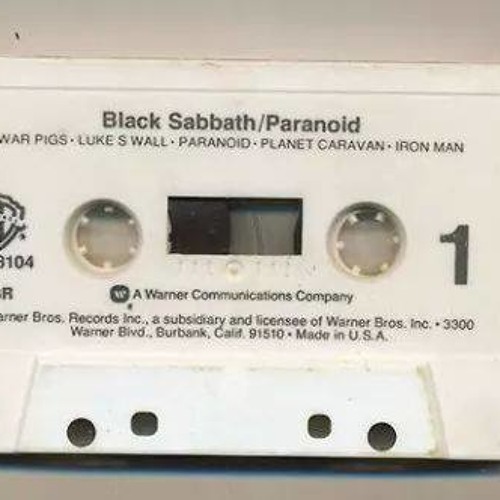 Black Sabbath/Paranoid
WAR PIGS • LUKE S WALL • PARANOID • PLANET CARAVAN • IRON MAN
1
A Warner Communications Company
Bros. Records Inc., a subsidiary and licensee of Warner Bros. Inc. • 3300
Warner Blvd., Burbank, Calif. 91510 • Made in U.S.A.